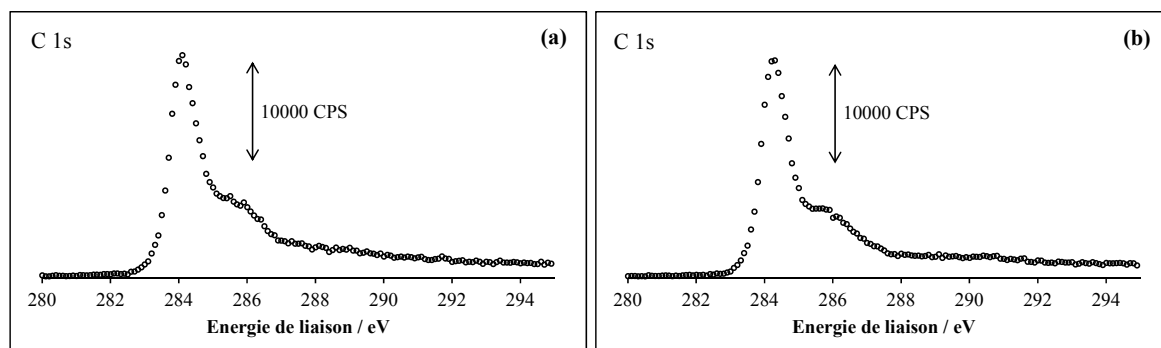 C 1s
(a)
10000 CPS
280 282 284 286 288 290 292 294
Energie de liaison / eV
C 1s
(b)
10000 CPS
280 282 284 286 288 290 292 294
Energie de liaison / eV